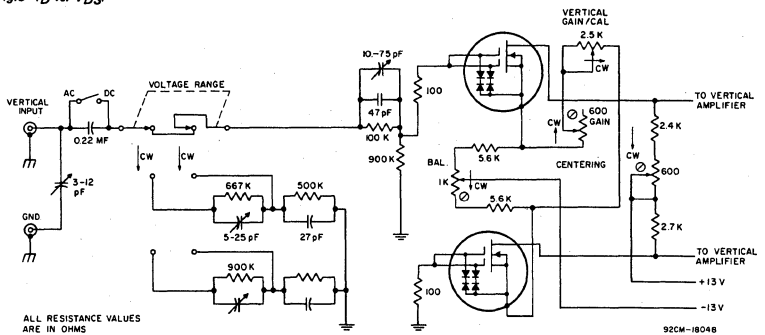 VERTICAL
GAIN/CAL
2.5 K
CW
10.-75 pF
AC DC
VOLTAGE RANGE
VERTICAL
INPUT
0.22 MF
47 pF
100 K
900 K
100
600
GAIN
CW
CENTERING
TO VERTICAL
AMPLIFIER
2.4K
CW
600
2.7 K
3-12
pF
CW CW
BAL.
5.6 K
1K
CW
5.6 K
GND
667 K
500 K
5-25 pF
27 pF
900 K
100
TO VERTICAL
AMPLIFIER
+13 V
-13V
ALL RESISTANCE VALUES
ARE IN OHMS
92CM-18048